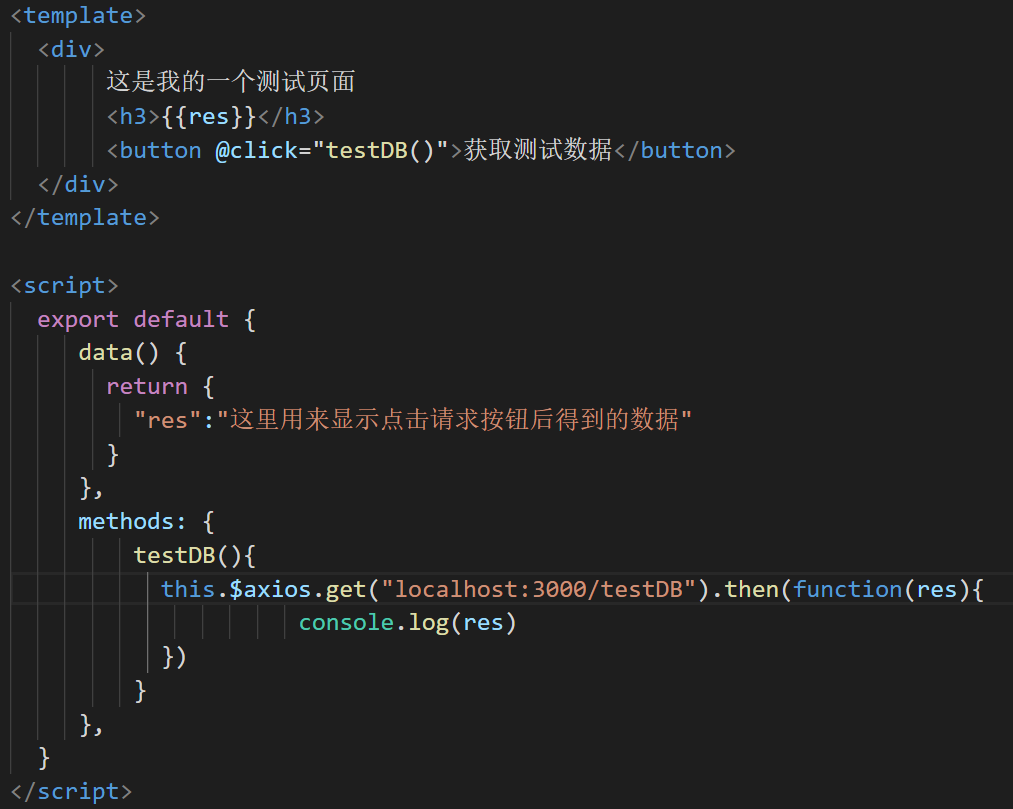 <template>
<div>
这是我的一个测试页面
<h3>{{res}}</h3>
<button @click="testDB()">获取测试数据</button>
</div>
</template>
<script>
export default {
data() {
return {
"res":"这里用来显示点击请求按钮后得到的数据"
}
},
methods: {
testDB(){
this.$axios.get("localhost:3000/testDB").then(function(res){
console.log(res)
})
}
},
}
</script>